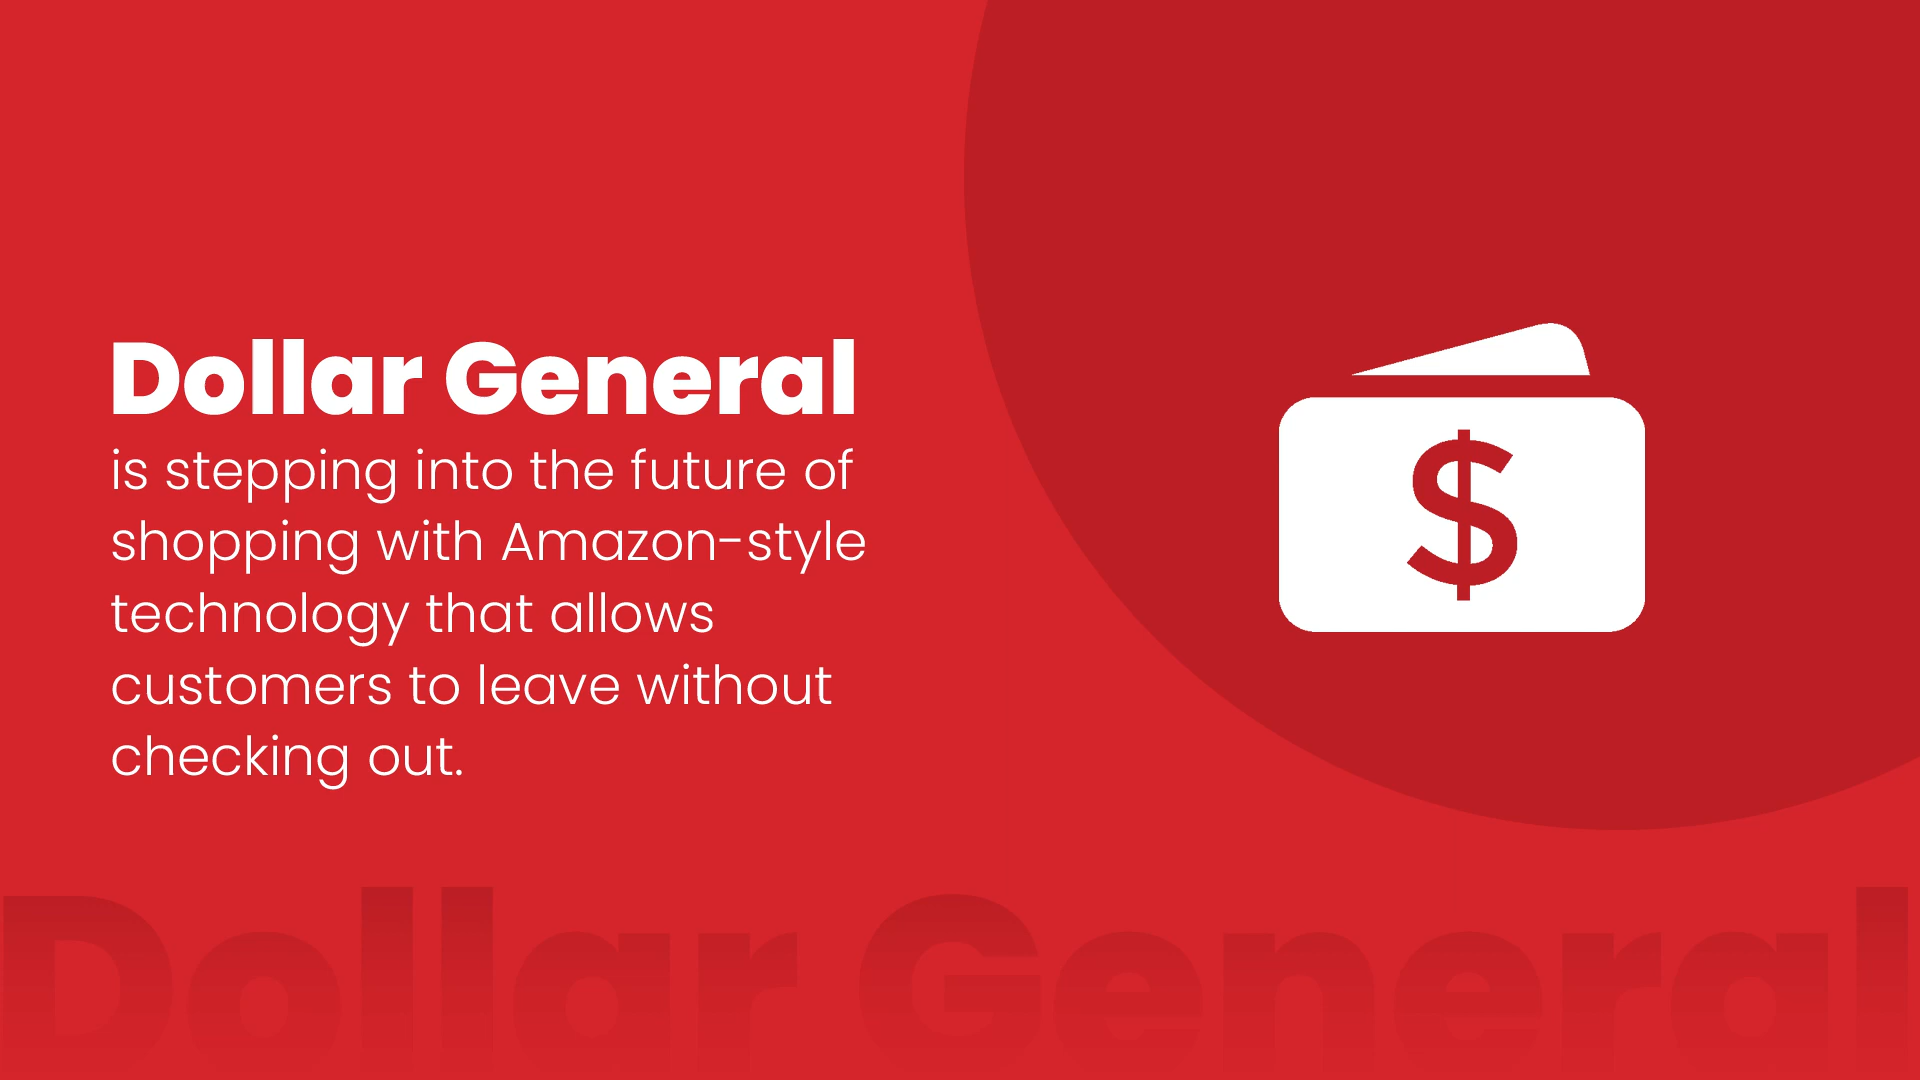 Dollar General
is stepping into the future of
shopping with Amazon-style
technology that allows
customers to leave without
checking out.
$
Dollar General